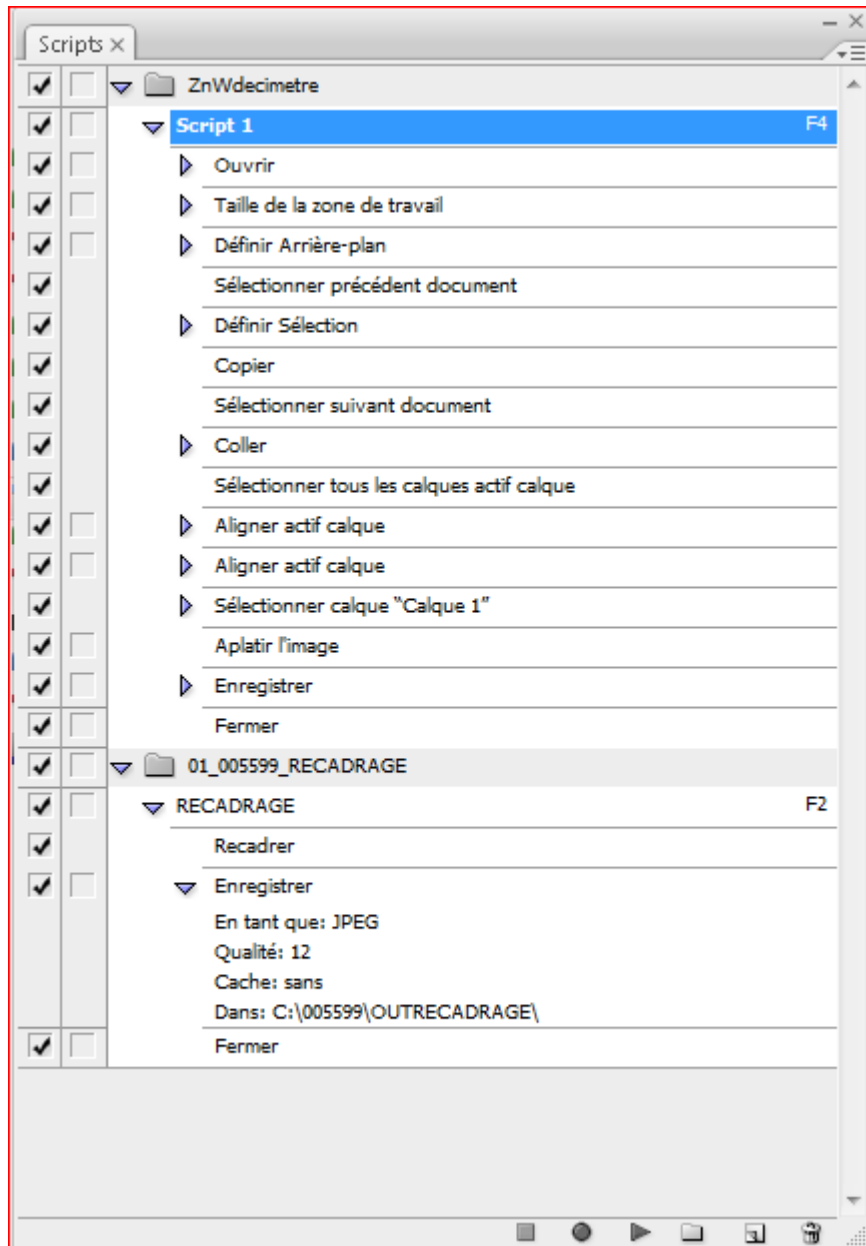 Scripts
ZnWdecimetre
Script 1 F4
Ouvrir
Taille de la zone de travail
Définir Arrière-plan
Sélectionner précédent document
Définir Sélection
Copier
Sélectionner suivant document
Coller
Sélectionner tous les calques actif calque
Aligner actif calque
Aligner actif calque
Sélectionner calque “Calque 1”
Aplatir l'image
Enregistrer
Fermer
01_005599_RECADRAGE
RECADRAGE F2
Recadrer
Enregistrer
En tant que: JPEG
Qualité: 12
Cache: sans
Dans: C:\005599\OUTRECADRAGE\
Fermer